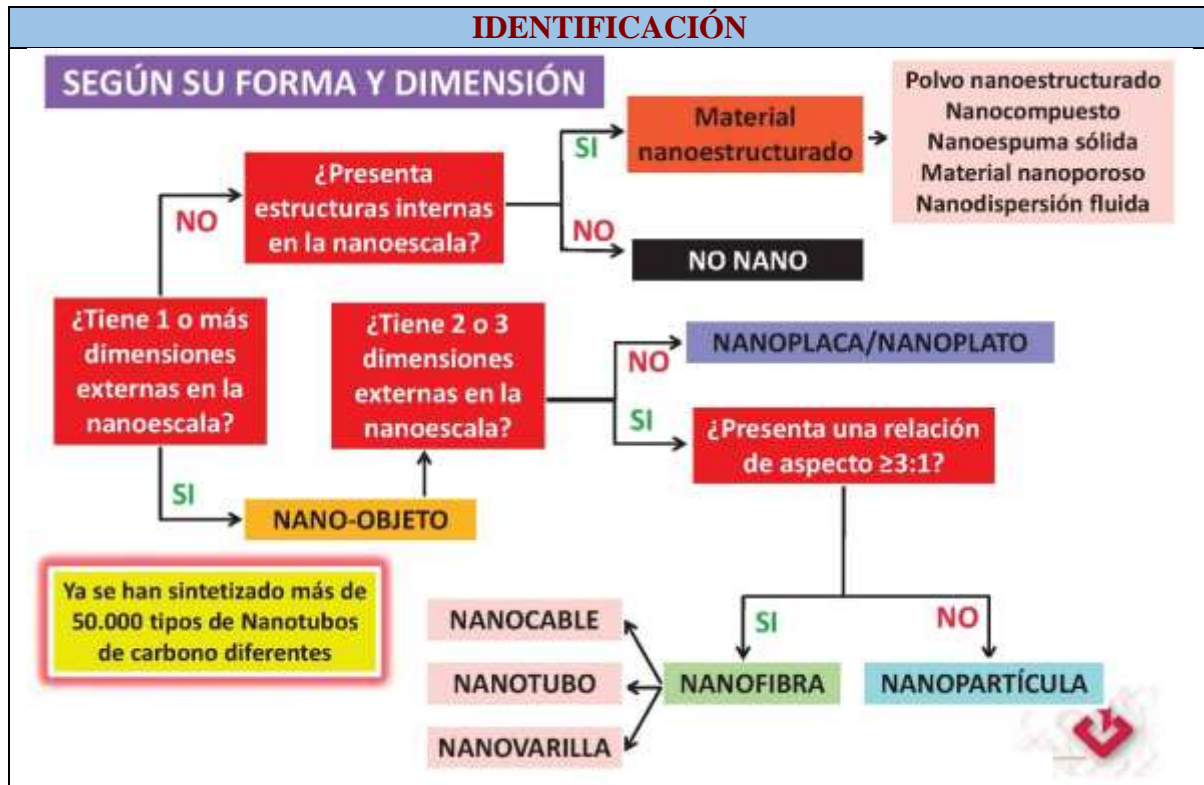 IDENTIFICACIÓN
SEGÚN SU FORMA Y DIMENSIÓN
¿Presenta
estructuras internas
en la nanoescala?
NO
SI
Material
nanoestructurado
Polvo nanoestructurado
Nanocompuesto
Nanoespuma sólida
Material nanoporoso
Nanodispersión fluida
NO
NO NANO
¿Tiene 1 o más
dimensiones
externas en la
nanoescala?
SI
NANO-OBJETO
¿Tiene 2 o 3
dimensiones
externas en la
nanoescala?
NO
NANOPLACA/NANOPLATO
SI
¿Presenta una relación
de aspecto ≥3:1?
SI
NO
NANOFIBRA
NANOPARTÍCULA
NANOCABLE
NANOTUBO
NANOVARILLA
Ya se han sintetizado más de
50.000 tipos de Nanotubos
de carbono diferentes